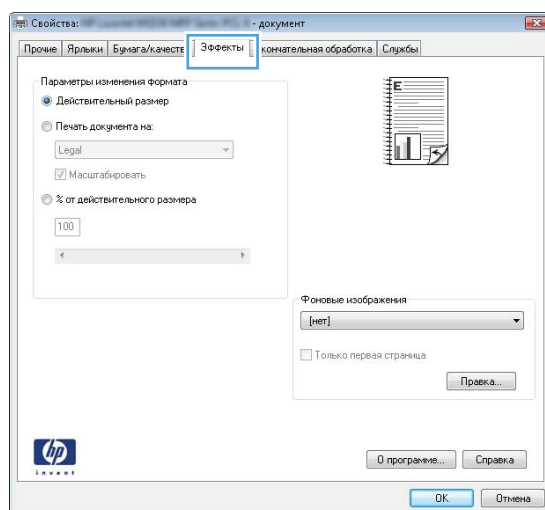 Свойства: - документ
Прочие Ярлыки Бумага/качеств Эффекты кончательная обработка Службы
Параметры изменения формата
Действительный размер
Печать документа на:
Legal
Масштабировать
% от действительного размера
100
E
Фоновые изображения
[нет]
Только первая страница
Правка...
hp
invent
О программе... Справка
OK Отмена